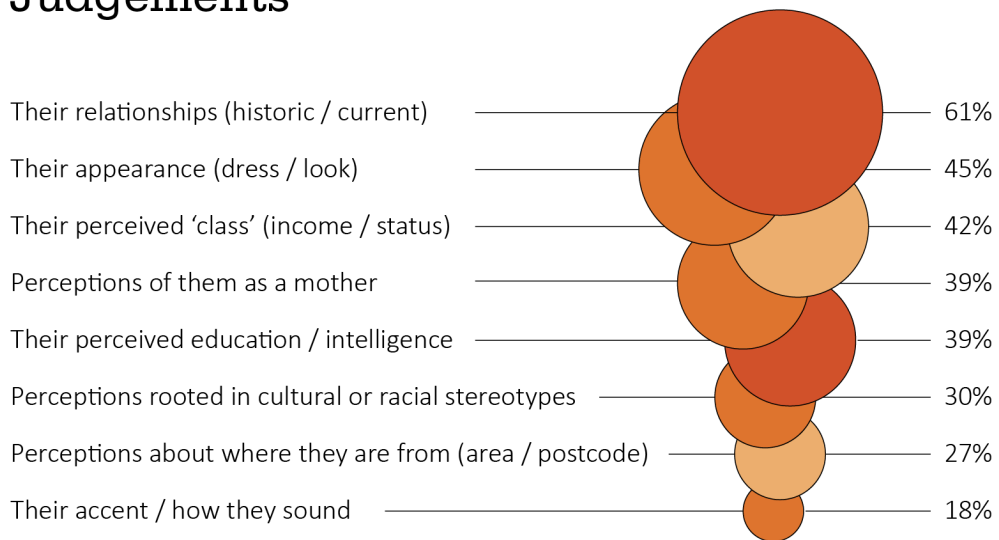 Judgements
Their relationships (historic / current) 61%
Their appearance (dress / look) 45%
Their perceived ‘class’ (income / status) 42%
Perceptions of them as a mother 39%
Their perceived education / intelligence 39%
Perceptions rooted in cultural or racial stereotypes 30%
Perceptions about where they are from (area / postcode) 27%
Their accent / how they sound 18%